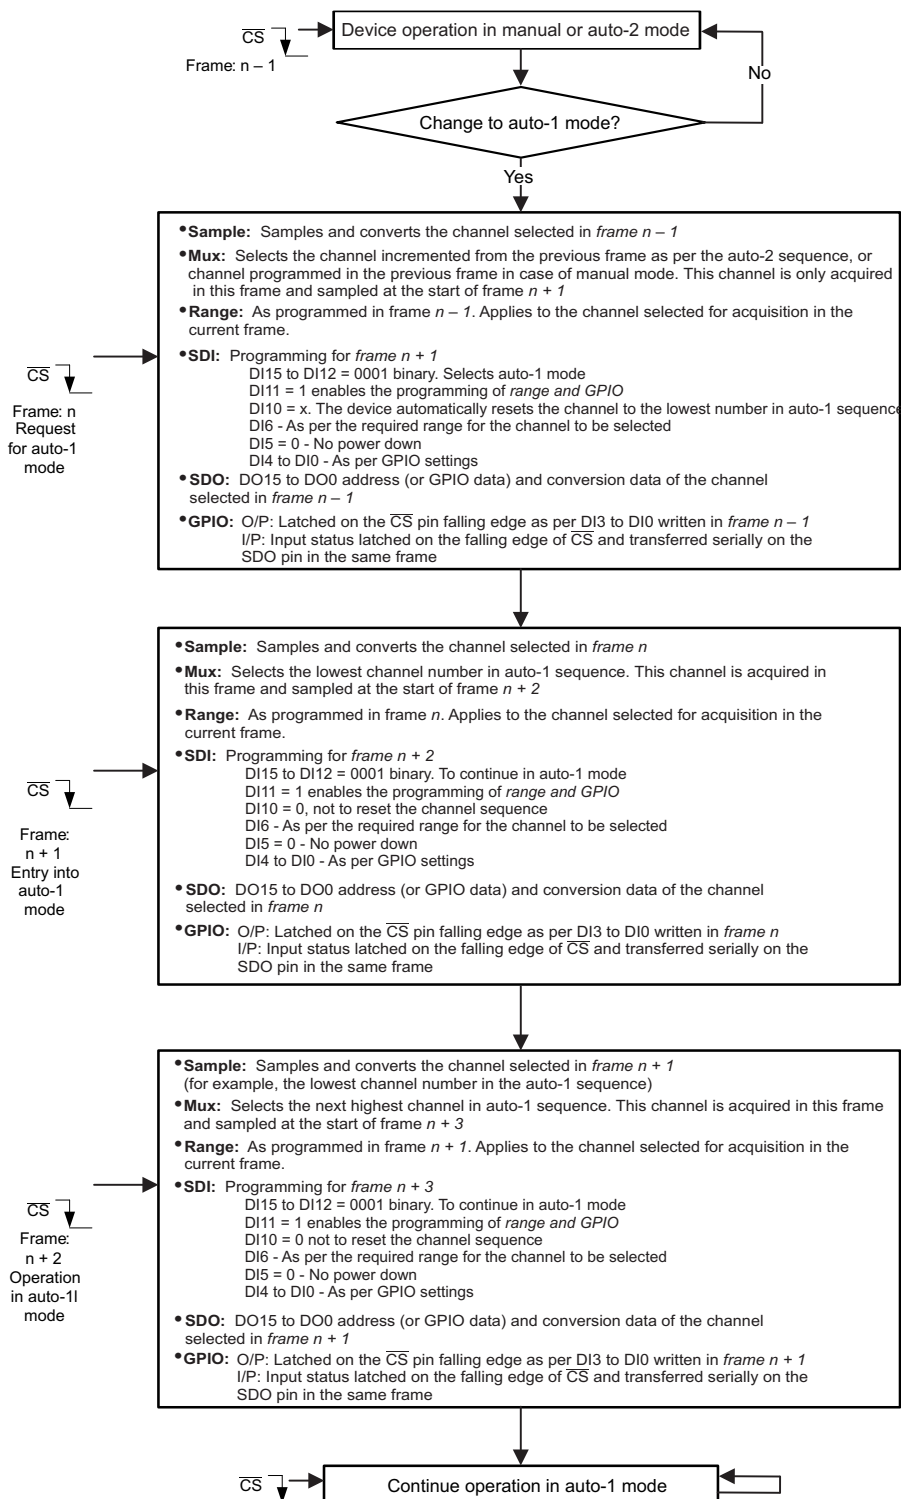 CS
Device operation in manual or auto-2 mode
Frame: n – 1
No
Change to auto-1 mode?
Yes
•Sample: Samples and converts the channel selected in frame n – 1
•Mux: Selects the channel incremented from the previous frame as per the auto-2 sequence, or
channel programmed in the previous frame in case of manual mode. This channel is only acquired
in this frame and sampled at the start of frame n + 1
•Range: As programmed in frame n – 1. Applies to the channel selected for acquisition in the
current frame.
•SDI: Programming for frame n + 1
DI15 to DI12 = 0001 binary. Selects auto-1 mode
DI11 = 1 enables the programming of range and GPIO
DI10 = x. The device automatically resets the channel to the lowest number in auto-1 sequence
DI6 - As per the required range for the channel to be selected
DI5 = 0 - No power down
DI4 to DI0 - As per GPIO settings
•SDO: DO15 to DO0 address (or GPIO data) and conversion data of the channel
selected in frame n – 1
•GPIO: O/P: Latched on the CS pin falling edge as per DI3 to DI0 written in frame n – 1
I/P: Input status latched on the falling edge of CS and transferred serially on the
SDO pin in the same frame
CS
Frame: n
Request
for auto-1
mode
•Sample: Samples and converts the channel selected in frame n
•Mux: Selects the lowest channel number in auto-1 sequence. This channel is acquired in
this frame and sampled at the start of frame n + 2
•Range: As programmed in frame n. Applies to the channel selected for acquisition in the
current frame.
•SDI: Programming for frame n + 2
DI15 to DI12 = 0001 binary. To continue in auto-1 mode
DI11 = 1 enables the programming of range and GPIO
DI10 = 0, not to reset the channel sequence
DI6 - As per the required range for the channel to be selected
DI5 = 0 - No power down
DI4 to DI0 - As per GPIO settings
•SDO: DO15 to DO0 address (or GPIO data) and conversion data of the channel
selected in frame n
•GPIO: O/P: Latched on the CS pin falling edge as per DI3 to DI0 written in frame n
I/P: Input status latched on the falling edge of CS and transferred serially on the
SDO pin in the same frame
CS
Frame:
n + 1
Entry into
auto-1
mode
•Sample: Samples and converts the channel selected in frame n + 1
(for example, the lowest channel number in the auto-1 sequence)
•Mux: Selects the next highest channel in auto-1 sequence. This channel is acquired in this frame
and sampled at the start of frame n + 3
•Range: As programmed in frame n + 1. Applies to the channel selected for acquisition in the
current frame.
•SDI: Programming for frame n + 3
DI15 to DI12 = 0001 binary. To continue in auto-1 mode
DI11 = 1 enables the programming of range and GPIO
DI10 = 0 not to reset the channel sequence
DI6 - As per the required range for the channel to be selected
DI5 = 0 - No power down
DI4 to DI0 - As per GPIO settings
•SDO: DO15 to DO0 address (or GPIO data) and conversion data of the channel
selected in frame n + 1
•GPIO: O/P: Latched on the CS pin falling edge as per DI3 to DI0 written in frame n + 1
I/P: Input status latched on the falling edge of CS and transferred serially on the
SDO pin in the same frame
CS
Frame:
n + 2
Operation
in auto-1l
mode
CS
Continue operation in auto-1 mode